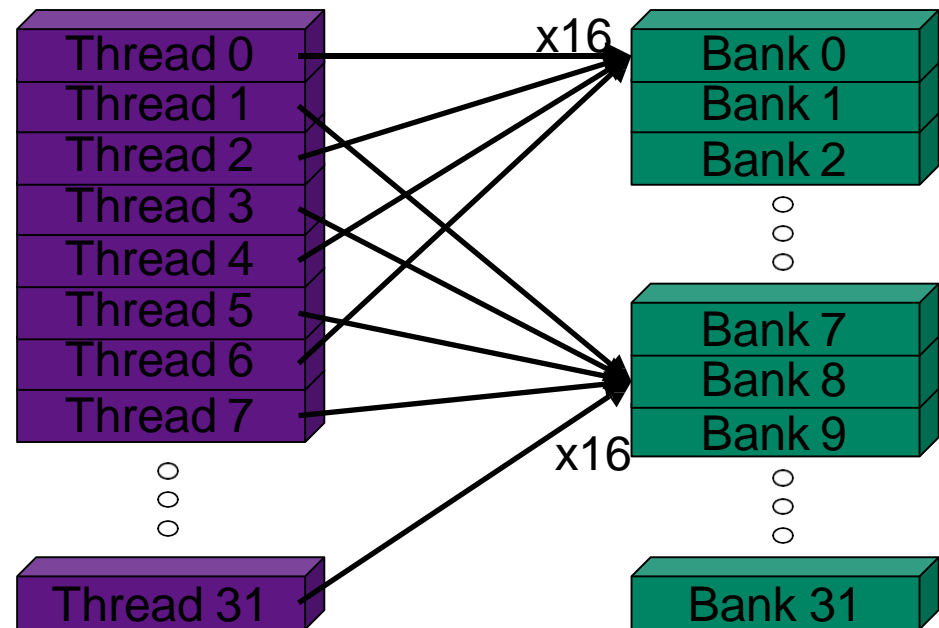 Thread 0
Thread 1
Thread 2
Thread 3
Thread 4
Thread 5
Thread 6
Thread 7
Thread 31
x16
x16
Bank 0
Bank 1
Bank 2
Bank 7
Bank 8
Bank 9
Bank 31